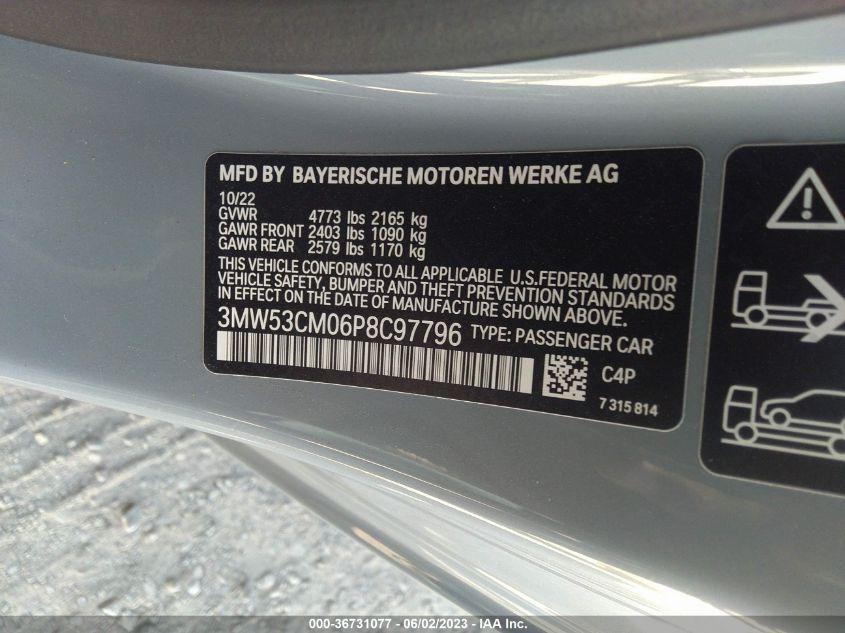 MFD BY BAYERISCHE MOTOREN WERKE AG
10/22
GVWR 4773 lbs 2165 kg
GAWR FRONT 2403 lbs 1090 kg
GAWR REAR 2579 lbs 1170 kg
THIS VEHICLE CONFORMS TO ALL APPLICABLE U.S.FEDERAL MOTOR
VEHICLE SAFETY, BUMPER AND THEFT PREVENTION STANDARDS
IN EFFECT ON THE DATE OF MANUFACTURE SHOWN ABOVE.
3MW53CM06P8C97796 TYPE: PASSENGER CAR
C4P
7 315 814
000-36731077 - 06/02/2023 - IAA Inc.